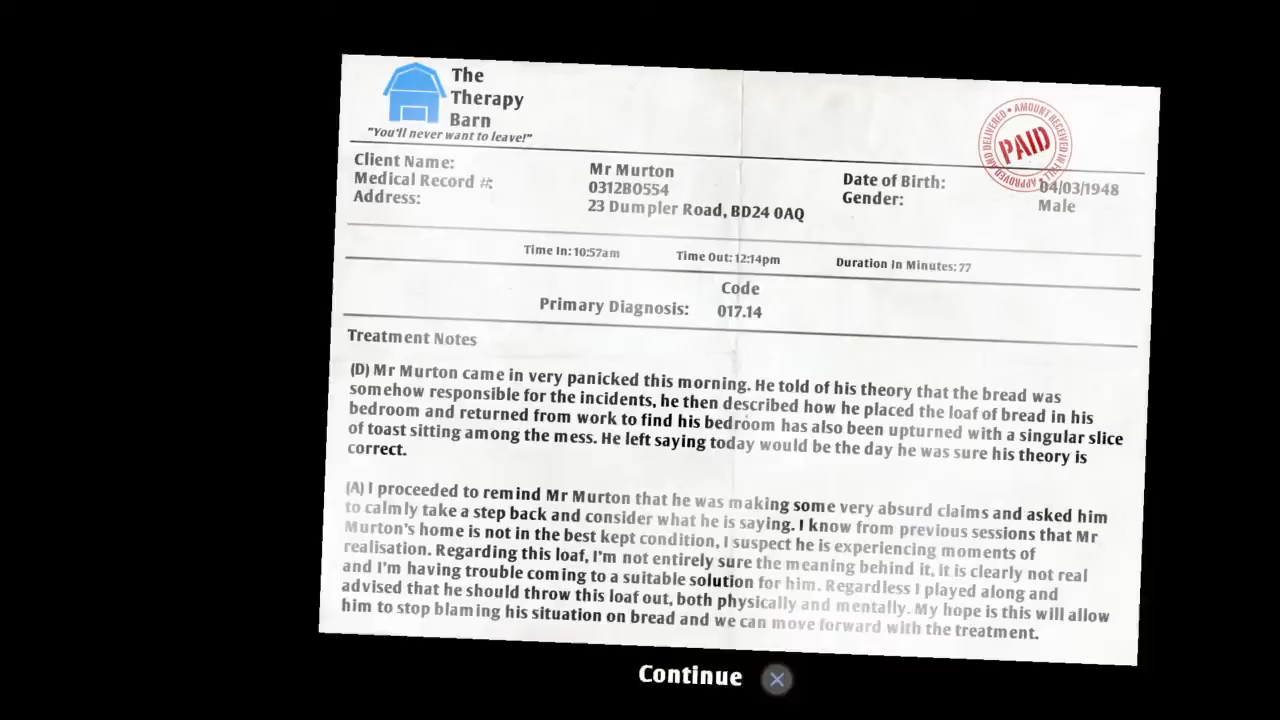 The
Therapy
Barn
"You'll never want to leave!"
AMOUNT RECEIVED IN FULL • APPROVED AND DELIVERED •
PAID
Client Name: Mr Murton Date of Birth: 04/03/1948
Medical Record #: 0312B0554 Gender: Male
Address: 23 Dumpler Road, BD24 0AQ
Time In: 10:57am Time Out: 12:14pm Duration In Minutes: 77
Code
Primary Diagnosis: 017.14
Treatment Notes
(D) Mr Murton came in very panicked this morning. He told of his theory that the bread was
somehow responsible for the incidents, he then described how he placed the loaf of bread in his
bedroom and returned from work to find his bedroom has also been upturned with a singular slice
of toast sitting among the mess. He left saying today would be the day he was sure his theory is
correct.
(A) I proceeded to remind Mr Murton that he was making some very absurd claims and asked him
to calmly take a step back and consider what he is saying. I know from previous sessions that Mr
Murton's home is not in the best kept condition, I suspect he is experiencing moments of
realisation. Regarding this loaf, I'm not entirely sure the meaning behind it, it is clearly not real
and I'm having trouble coming to a suitable solution for him. Regardless I played along and
advised that he should throw this loaf out, both physically and mentally. My hope is this will allow
him to stop blaming his situation on bread and we can move forward with the treatment.
Continue